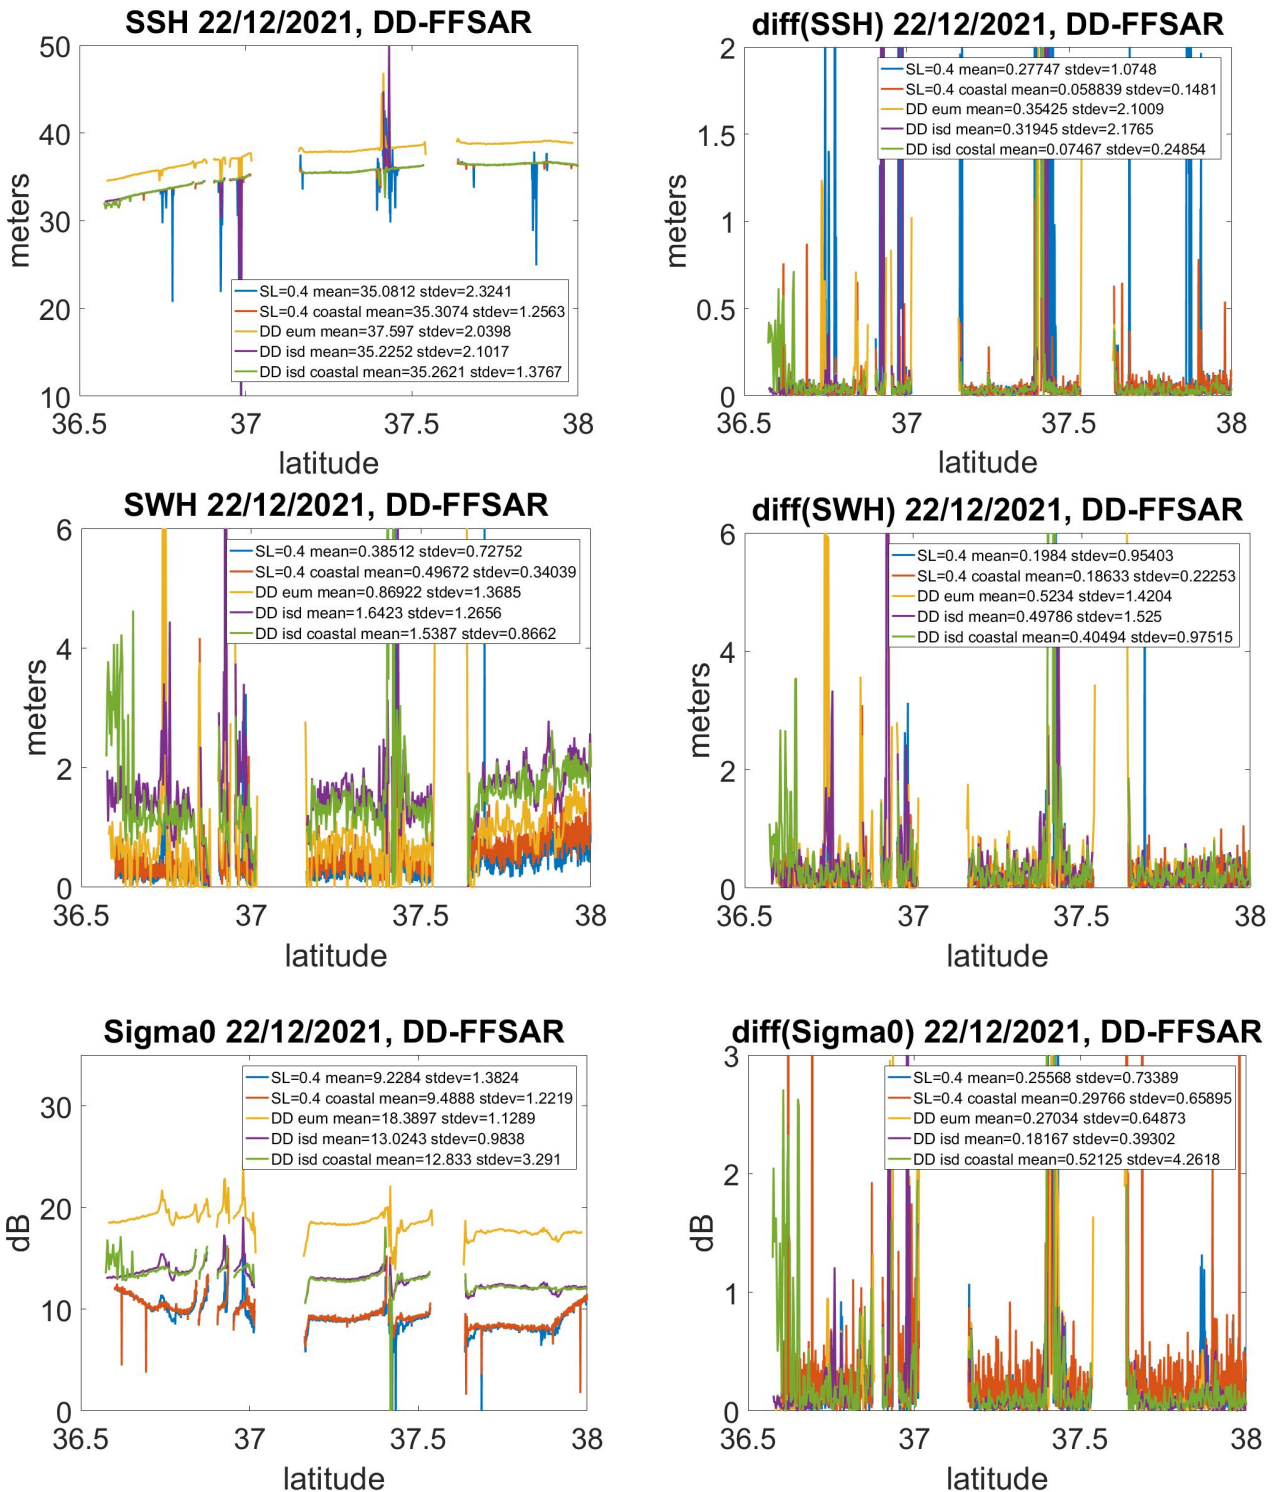 SSH 22/12/2021, DD-FFSAR
50
40
30
20
10
meters
SL=0.4 mean=35.0812 stdev=2.3241
SL=0.4 coastal mean=35.3074 stdev=1.2563
DD eum mean=37.597 stdev=2.0398
DD isd mean=35.2252 stdev=2.1017
DD isd coastal mean=35.2621 stdev=1.3767
36.5 37 37.5 38
latitude
diff(SSH) 22/12/2021, DD-FFSAR
2
1.5
1
0.5
0
meters
SL=0.4 mean=0.27747 stdev=1.0748
SL=0.4 coastal mean=0.058839 stdev=0.1481
DD eum mean=0.35425 stdev=2.1009
DD isd mean=0.31945 stdev=2.1765
DD isd costal mean=0.07467 stdev=0.24854
36.5 37 37.5 38
latitude
SWH 22/12/2021, DD-FFSAR
6
4
2
0
meters
SL=0.4 mean=0.38512 stdev=0.72752
SL=0.4 coastal mean=0.49672 stdev=0.34039
DD eum mean=0.86922 stdev=1.3685
DD isd mean=1.6423 stdev=1.2656
DD isd coastal mean=1.5387 stdev=0.8662
36.5 37 37.5 38
latitude
diff(SWH) 22/12/2021, DD-FFSAR
6
4
2
0
meters
SL=0.4 mean=0.1984 stdev=0.95403
SL=0.4 coastal mean=0.18633 stdev=0.22253
DD eum mean=0.5234 stdev=1.4204
DD isd mean=0.49786 stdev=1.525
DD isd coastal mean=0.40494 stdev=0.97515
36.5 37 37.5 38
latitude
Sigma0 22/12/2021, DD-FFSAR
30
20
10
0
dB
SL=0.4 mean=9.2284 stdev=1.3824
SL=0.4 coastal mean=9.4888 stdev=1.2219
DD eum mean=18.3897 stdev=1.1289
DD isd mean=13.0243 stdev=0.9838
DD isd coastal mean=12.833 stdev=3.291
36.5 37 37.5 38
latitude
diff(Sigma0) 22/12/2021, DD-FFSAR
3
2
1
0
dB
SL=0.4 mean=0.25568 stdev=0.73389
SL=0.4 coastal mean=0.29766 stdev=0.65895
DD eum mean=0.27034 stdev=0.64873
DD isd mean=0.18167 stdev=0.39302
DD isd coastal mean=0.52125 stdev=4.2618
36.5 37 37.5 38
latitude